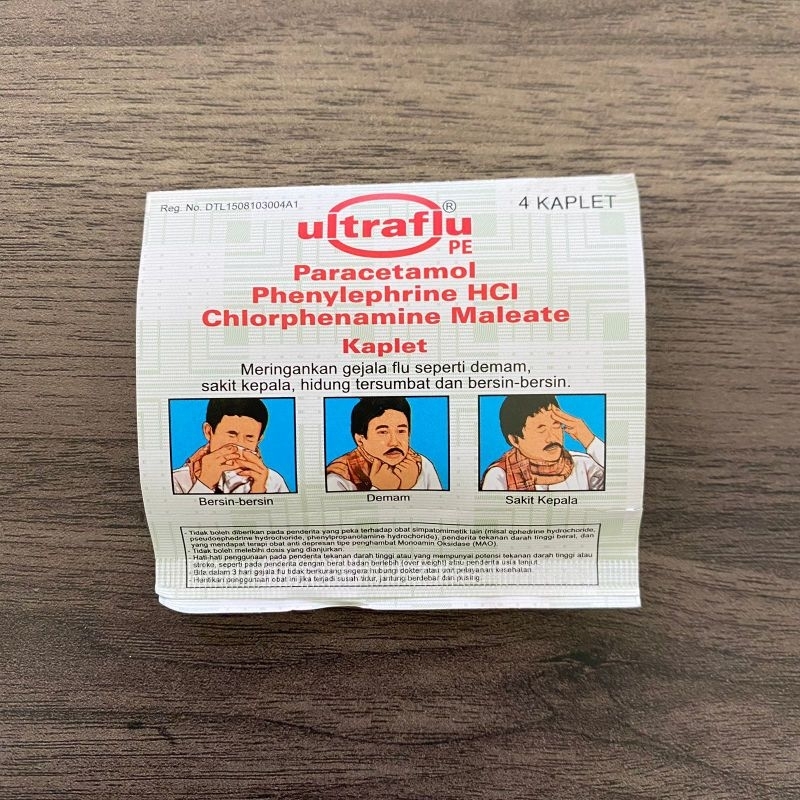 Reg. No. DTL1508103004A1
4 KAPLET
ultraflu®
PE
Paracetamol
Phenylephrine HCl
Chlorphenamine Maleate
Kaplet
Meringankan gejala flu seperti demam,
sakit kepala, hidung tersumbat dan bersin-bersin.
Bersin-bersin
Demam
Sakit Kepala
- Tidak boleh diberikan pada penderita yang peka terhadap obat simpatomimetik lain (misal ephedrine hydrochloride,
pseudoephedrine hydrochloride, phenylpropanolamine hydrochloride), penderita tekanan darah tinggi berat, dan
yang mendapat terapi obat anti depresan tipe penghambat Monoamin Oksidase (MAO).
- Tidak boleh melebihi dosis yang dianjurkan.
- Hati-hati penggunaan pada penderita tekanan darah tinggi atau yang mempunyai potensi tekanan darah tinggi atau
stroke, seperti pada penderita dengan berat badan berlebih (over weight) atau penderita usia lanjut.
- Bila dalam 3 hari gejala flu tidak berkurang segera hubungi dokter atau unit pelayanan kesehatan.
- Hentikan penggunaan obat ini jika terjadi susah tidur, jantung berdebar dan pusing.